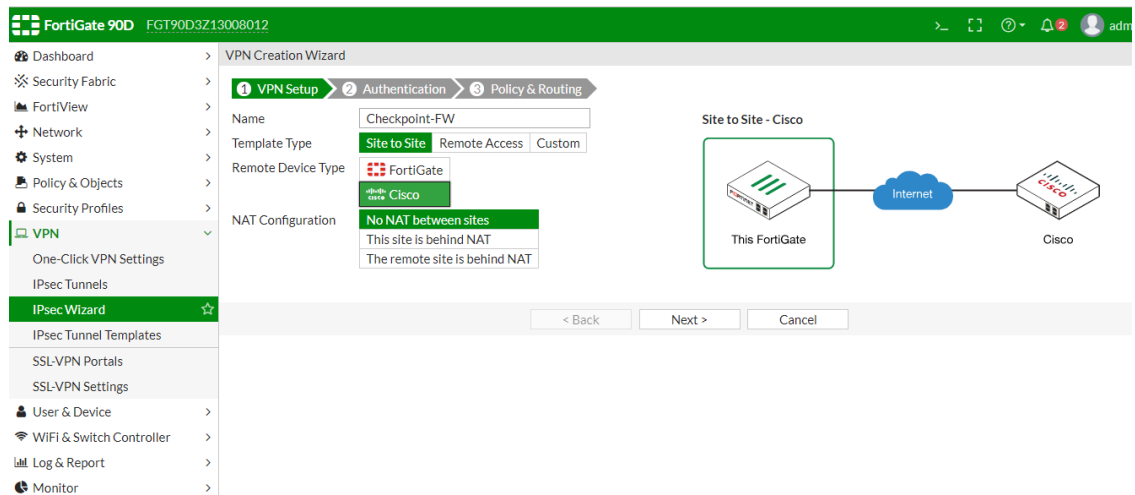 FortiGate 90D FGT90D3Z13008012 >_ 2 adm
Dashboard
Security Fabric
FortiView
Network
System
Policy & Objects
Security Profiles
VPN
One-Click VPN Settings
IPsec Tunnels
IPsec Wizard
IPsec Tunnel Templates
SSL-VPN Portals
SSL-VPN Settings
User & Device
WiFi & Switch Controller
Log & Report
Monitor
VPN Creation Wizard
1 VPN Setup 2 Authentication 3 Policy & Routing
Name Checkpoint-FW
Template Type Site to Site Remote Access Custom
Remote Device Type FortiGate
Cisco
NAT Configuration No NAT between sites
This site is behind NAT
The remote site is behind NAT
Site to Site - Cisco
FORTINET
Internet
CISCO
This FortiGate
Cisco
< Back Next > Cancel